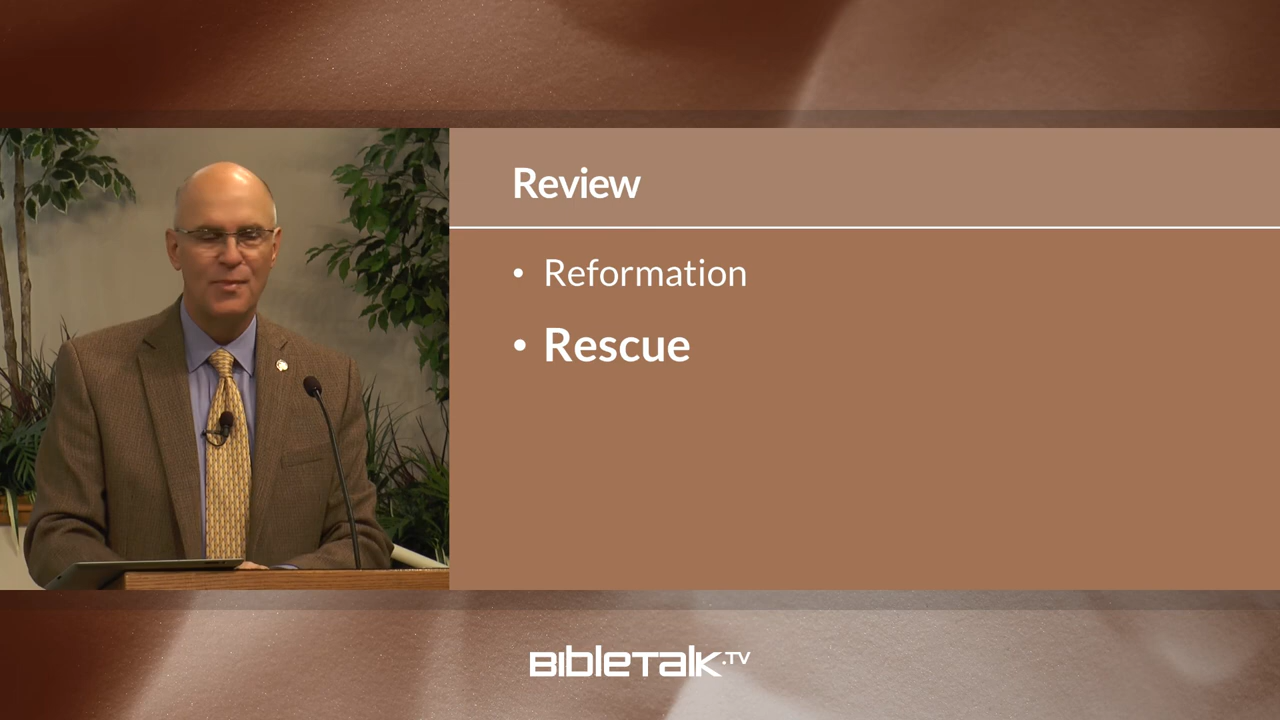 Review
• Reformation
• Rescue
BibleTalk.TV